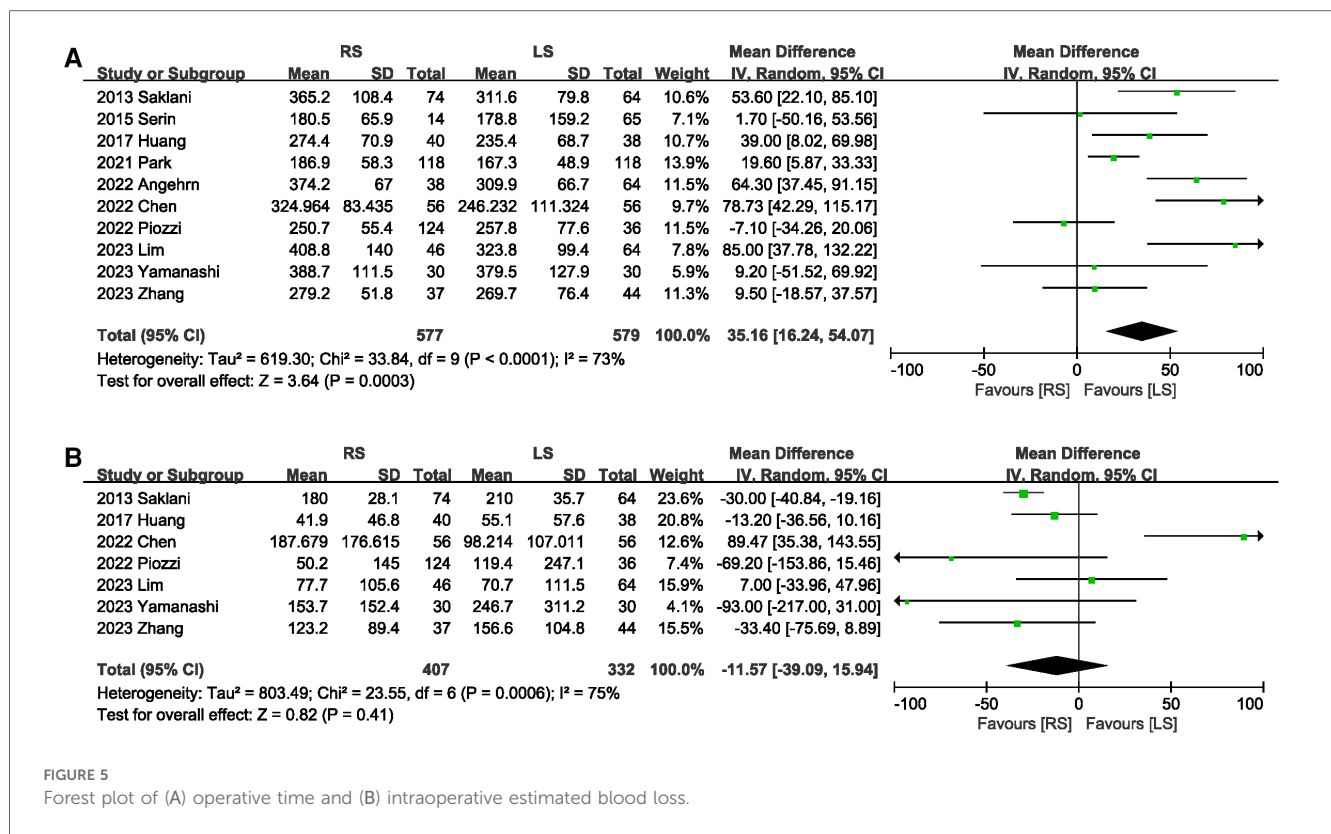 A
RS LS Mean Difference Mean Difference
Study or Subgroup Mean SD Total Mean SD Total Weight IV, Random, 95% CI IV, Random, 95% CI
2013 Saklani 365.2 108.4 74 311.6 79.8 64 10.6% 53.60 [22.10, 85.10]
2015 Serin 180.5 65.9 14 178.8 159.2 65 7.1% 1.70 [-50.16, 53.56]
2017 Huang 274.4 70.9 40 235.4 68.7 38 10.7% 39.00 [8.02, 69.98]
2021 Park 186.9 58.3 118 167.3 48.9 118 13.9% 19.60 [5.87, 33.33]
2022 Angehrn 374.2 67 38 309.9 66.7 64 11.5% 64.30 [37.45, 91.15]
2022 Chen 324.964 83.435 56 246.232 111.324 56 9.7% 78.73 [42.29, 115.17]
2022 Piozzi 250.7 55.4 124 257.8 77.6 36 11.5% -7.10 [-34.26, 20.06]
2023 Lim 408.8 140 46 323.8 99.4 64 7.8% 85.00 [37.78, 132.22]
2023 Yamanashi 388.7 111.5 30 379.5 127.9 30 5.9% 9.20 [-51.52, 69.92]
2023 Zhang 279.2 51.8 37 269.7 76.4 44 11.3% 9.50 [-18.57, 37.57]
Total (95% CI) 577 579 100.0% 35.16 [16.24, 54.07]
Heterogeneity: Tau² = 619.30; Chi² = 33.84, df = 9 (P < 0.0001); I² = 73%
Test for overall effect: Z = 3.64 (P = 0.0003)
-100 -50 0 50 100
Favours [RS] Favours [LS]
B
RS LS Mean Difference Mean Difference
Study or Subgroup Mean SD Total Mean SD Total Weight IV, Random, 95% CI IV, Random, 95% CI
2013 Saklani 180 28.1 74 210 35.7 64 23.6% -30.00 [-40.84, -19.16]
2017 Huang 41.9 46.8 40 55.1 57.6 38 20.8% -13.20 [-36.56, 10.16]
2022 Chen 187.679 176.615 56 98.214 107.011 56 12.6% 89.47 [35.38, 143.55]
2022 Piozzi 50.2 145 124 119.4 247.1 36 7.4% -69.20 [-153.86, 15.46]
2023 Lim 77.7 105.6 46 70.7 111.5 64 15.9% 7.00 [-33.96, 47.96]
2023 Yamanashi 153.7 152.4 30 246.7 311.2 30 4.1% -93.00 [-217.00, 31.00]
2023 Zhang 123.2 89.4 37 156.6 104.8 44 15.5% -33.40 [-75.69, 8.89]
Total (95% CI) 407 332 100.0% -11.57 [-39.09, 15.94]
Heterogeneity: Tau² = 803.49; Chi² = 23.55, df = 6 (P = 0.0006); I² = 75%
Test for overall effect: Z = 0.82 (P = 0.41)
-100 -50 0 50 100
Favours [RS] Favours [LS]
FIGURE 5
Forest plot of (A) operative time and (B) intraoperative estimated blood loss.